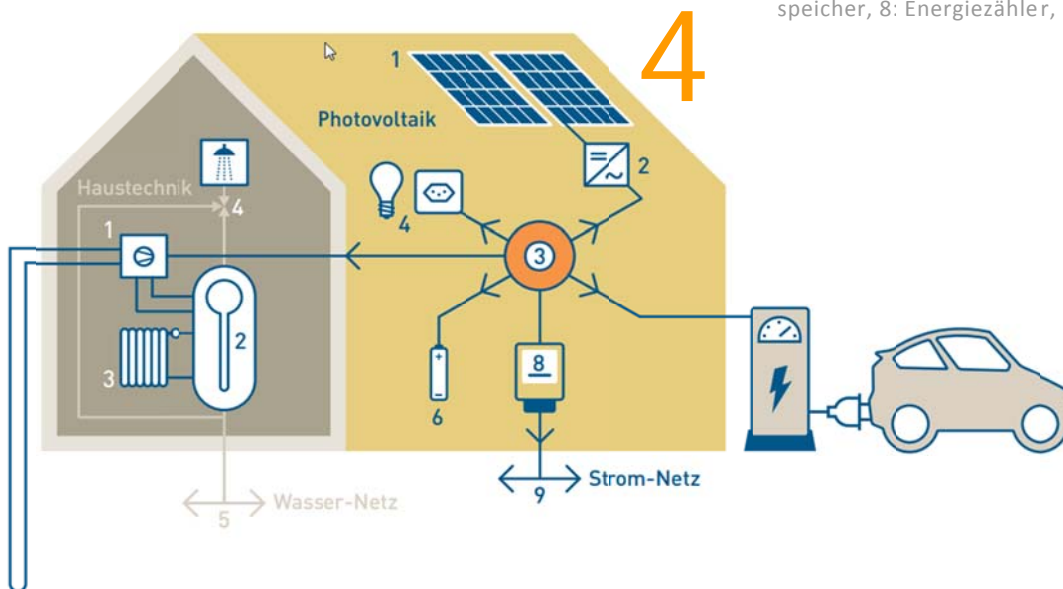 speicher, 8: Energiezähler,
4
1
Photovoltaik
2
Haustechnik
4
4
1
3
2
3
8
6
9
Strom-Netz
5
Wasser-Netz